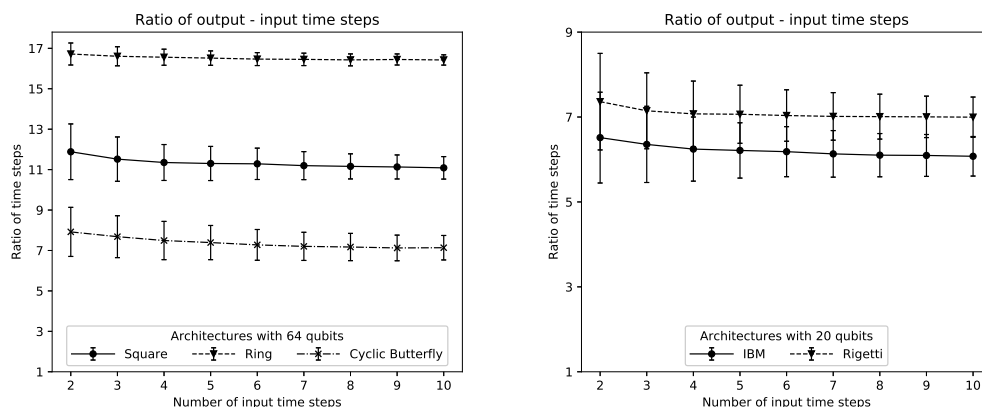 Ratio of output - input time steps
Ratio of time steps
17
15
13
11
9
7
5
3
1
Architectures with 64 qubits
Square Ring Cyclic Butterfly
2 3 4 5 6 7 8 9 10
Number of input time steps
Ratio of output - input time steps
Ratio of time steps
9
7
5
3
1
Architectures with 20 qubits
IBM Rigetti
2 3 4 5 6 7 8 9 10
Number of input time steps